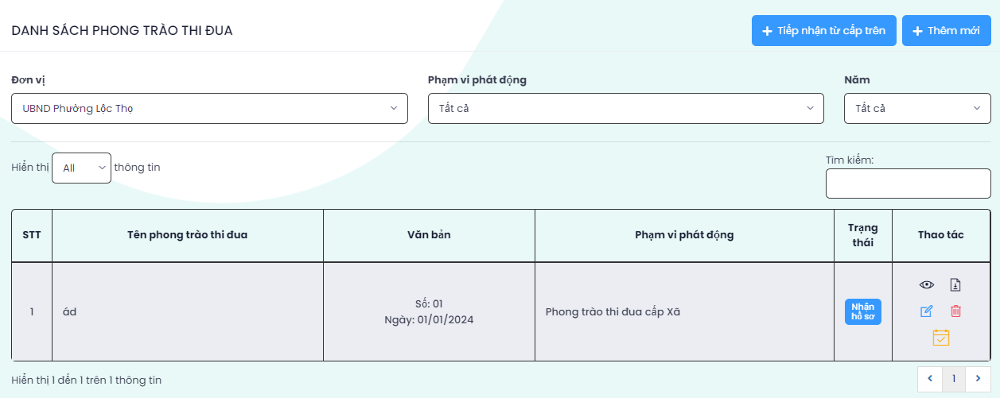 DANH SÁCH PHONG TRÀO THI ĐUA
Tiếp nhận từ cấp trên
Thêm mới
Đơn vị
Phạm vi phát động
Năm
UBND Phường Lộc Thọ
Tất cả
Tất cả
Hiển thị All thông tin
Tìm kiếm:
STT
Tên phong trào thi đua
Văn bản
Phạm vi phát động
Trạng
thái
Thao tác
1
ád
Số: 01
Ngày: 01/01/2024
Phong trào thi đua cấp Xã
Nhận
hồ sơ
Hiển thị 1 đến 1 trên 1 thông tin
1